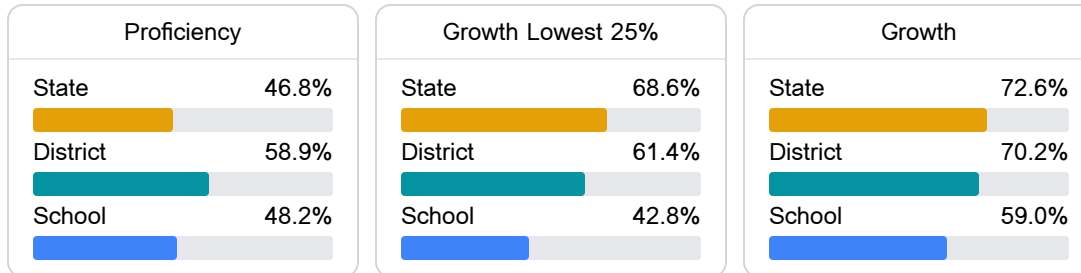 Proficiency
State 46.8%
District 58.9%
School 48.2%
Growth Lowest 25%
State 68.6%
District 61.4%
School 42.8%
Growth
State 72.6%
District 70.2%
School 59.0%